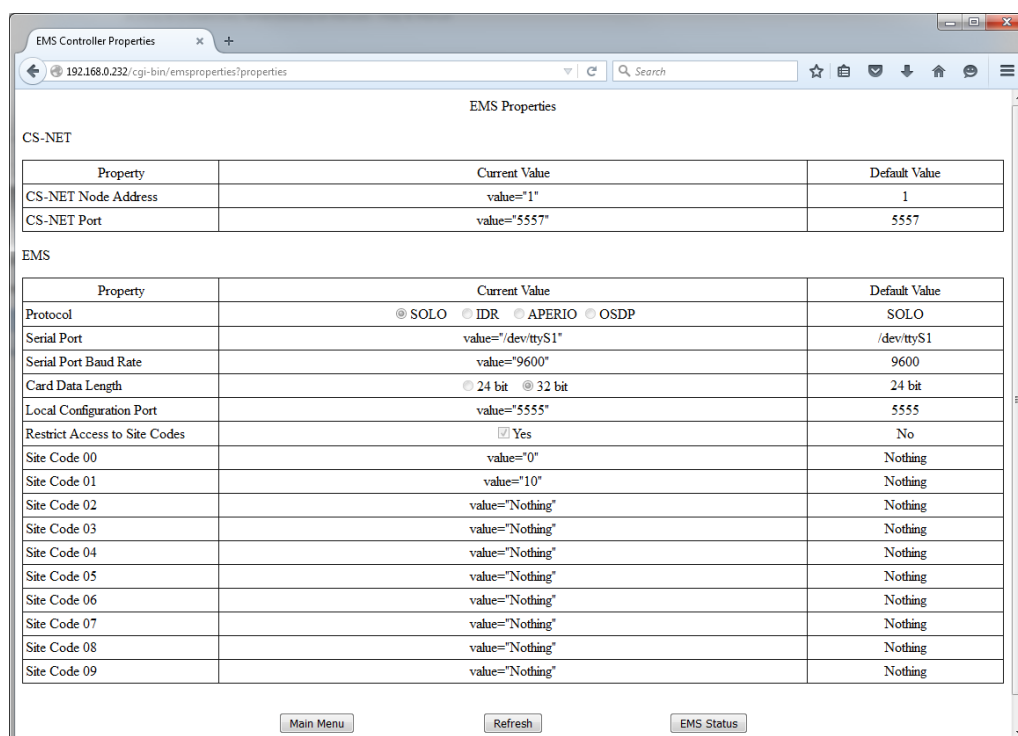 EMS Controller Properties
192.168.0.232/cgi-bin/emsproperties?properties
Search
EMS Properties
CS-NET
Property Current Value Default Value
CS-NET Node Address value="1" 1
CS-NET Port value="5557" 5557
EMS
Property Current Value Default Value
Protocol SOLO IDR APERIO OSDP SOLO
Serial Port value="/dev/ttyS1" /dev/ttyS1
Serial Port Baud Rate value="9600" 9600
Card Data Length 24 bit 32 bit 24 bit
Local Configuration Port value="5555" 5555
Restrict Access to Site Codes Yes No
Site Code 00 value="0" Nothing
Site Code 01 value="10" Nothing
Site Code 02 value="Nothing" Nothing
Site Code 03 value="Nothing" Nothing
Site Code 04 value="Nothing" Nothing
Site Code 05 value="Nothing" Nothing
Site Code 06 value="Nothing" Nothing
Site Code 07 value="Nothing" Nothing
Site Code 08 value="Nothing" Nothing
Site Code 09 value="Nothing" Nothing
Main Menu Refresh EMS Status